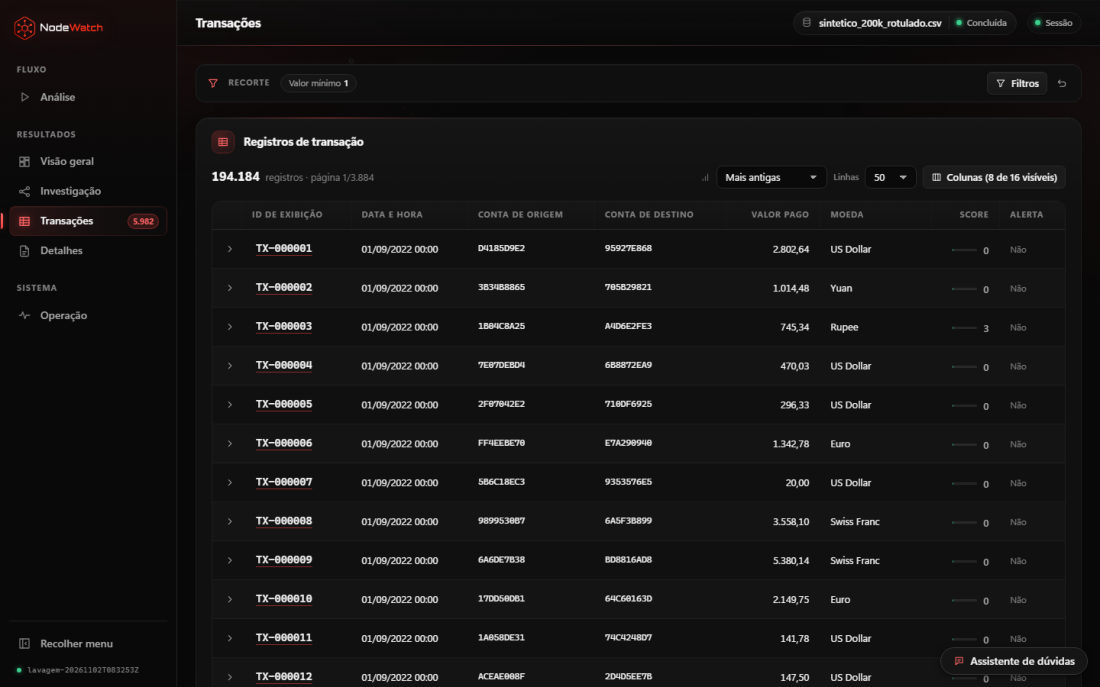 NodeWatch
FLUXO
Análise
RESULTADOS
Visão geral
Investigação
Transações 5.982
Detalhes
SISTEMA
Operação
Recolher menu
lavagem-20261102T083253Z
Transações
sintetico_200k_rotulado.csv Concluída Sessão
RECORTE Valor mínimo 1 Filtros
Registros de transação
194.184 registros · página 1/3.884 Mais antigas Linhas 50 Colunas (8 de 16 visíveis)
ID DE EXIBIÇÃO DATA E HORA CONTA DE ORIGEM CONTA DE DESTINO VALOR PAGO MOEDA SCORE ALERTA
TX-000001 01/09/2022 00:00 D4185D9E2 95927E868 2.802,64 US Dollar 0 Não
TX-000002 01/09/2022 00:00 3B34B8865 705B29821 1.014,48 Yuan 0 Não
TX-000003 01/09/2022 00:00 1B04C8A25 A4D6E2FE3 745,34 Rupee 3 Não
TX-000004 01/09/2022 00:00 7E07DEBD4 6B8872EA9 470,03 US Dollar 0 Não
TX-000005 01/09/2022 00:00 2F07042E2 710DF6925 296,33 US Dollar 0 Não
TX-000006 01/09/2022 00:00 FF4EEBE70 E7A290940 1.342,78 Euro 0 Não
TX-000007 01/09/2022 00:00 5B6C18EC3 9353576E5 20,00 US Dollar 0 Não
TX-000008 01/09/2022 00:00 9899530B7 6A5F3B899 3.558,10 Swiss Franc 0 Não
TX-000009 01/09/2022 00:00 6A6DE7B38 BD8816AD8 5.380,14 Swiss Franc 0 Não
TX-000010 01/09/2022 00:00 17DD50DB1 64C60163D 2.149,75 Euro 0 Não
TX-000011 01/09/2022 00:00 1A058DE31 74C4248D7 141,78 US Dollar 0 Não
TX-000012 01/09/2022 00:00 ACEAE008F 2D4D5EE7B 147,50 US Dollar 0 Não
Assistente de dúvidas